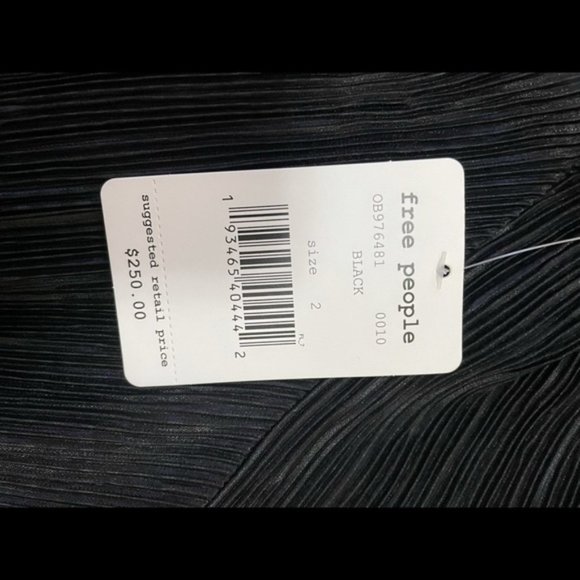 free people
OB976481 0010
BLACK
size 2
1 93465 40444 2
suggested retail price
$250.00